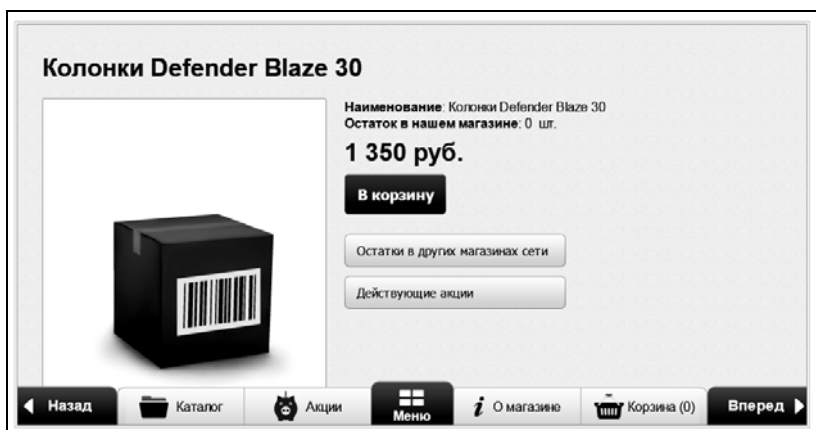 Колонки Defender Blaze 30
Наименование: Колонки Defender Blaze 30
Остаток в нашем магазине: 0 шт.
1 350 руб.
В корзину
Остатки в других магазинах сети
Действующие акции
Назад Каталог Акции Меню О магазине Корзина (0) Вперед